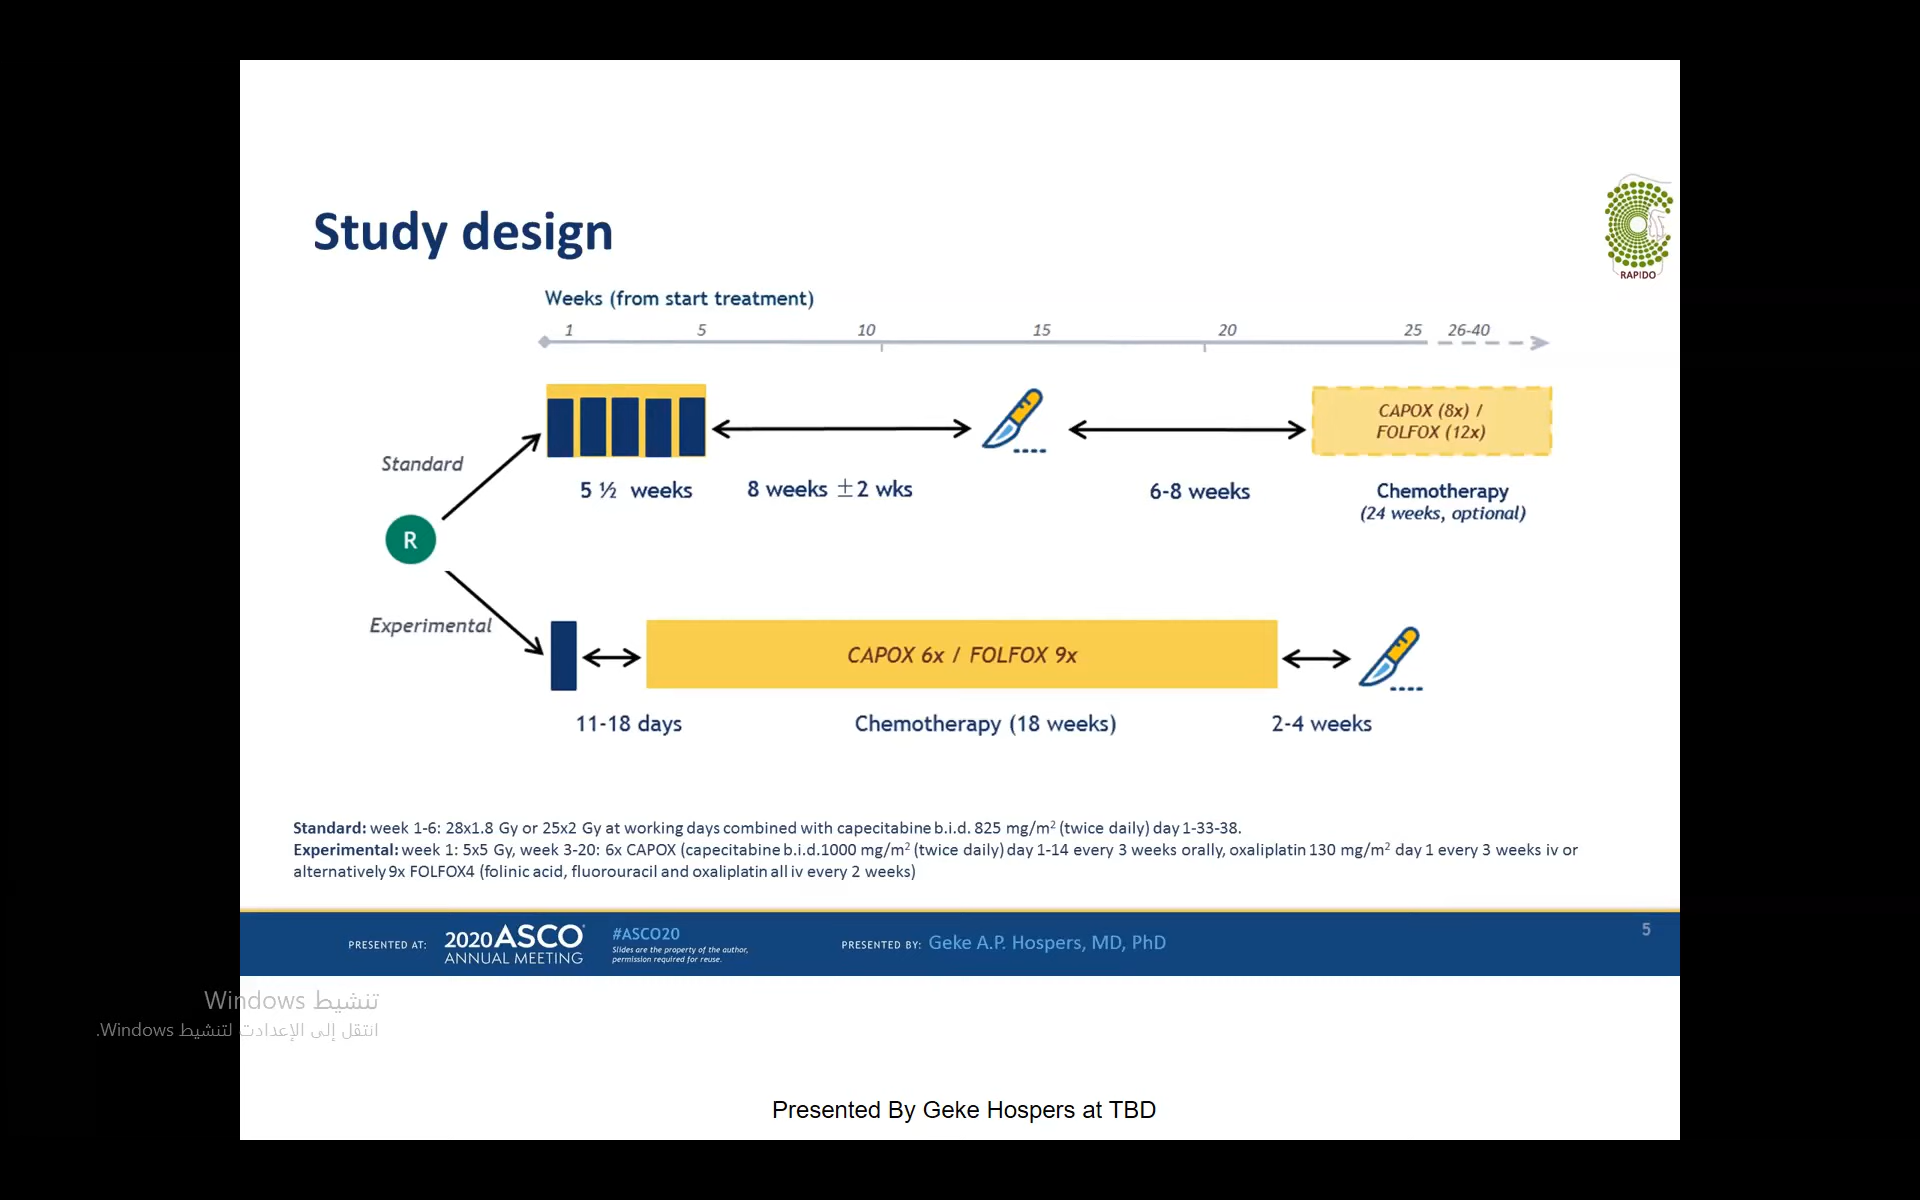 Study design
RAPIDO
Weeks (from start treatment)
1 5 10 15 20 25 26-40
CAPOX (8x) /
FOLFOX (12x)
Standard
5 ½ weeks 8 weeks ±2 wks 6-8 weeks Chemotherapy
(24 weeks, optional)
R
Experimental
CAPOX 6x / FOLFOX 9x
11-18 days Chemotherapy (18 weeks) 2-4 weeks
Standard: week 1-6: 28x1.8 Gy or 25x2 Gy at working days combined with capecitabine b.i.d. 825 mg/m² (twice daily) day 1-33-38.
Experimental: week 1: 5x5 Gy, week 3-20: 6x CAPOX (capecitabine b.i.d.1000 mg/m² (twice daily) day 1-14 every 3 weeks orally, oxaliplatin 130 mg/m² day 1 every 3 weeks iv or
alternatively 9x FOLFOX4 (folinic acid, fluorouracil and oxaliplatin all iv every 2 weeks)
PRESENTED AT: 2020 ASCO
ANNUAL MEETING
#ASCO20
Slides are the property of the author,
permission required for reuse.
PRESENTED BY: Geke A.P. Hospers, MD, PhD
5
تنشيط Windows
انتقل إلى الإعدادت لتنشيط Windows.
Presented By Geke Hospers at TBD